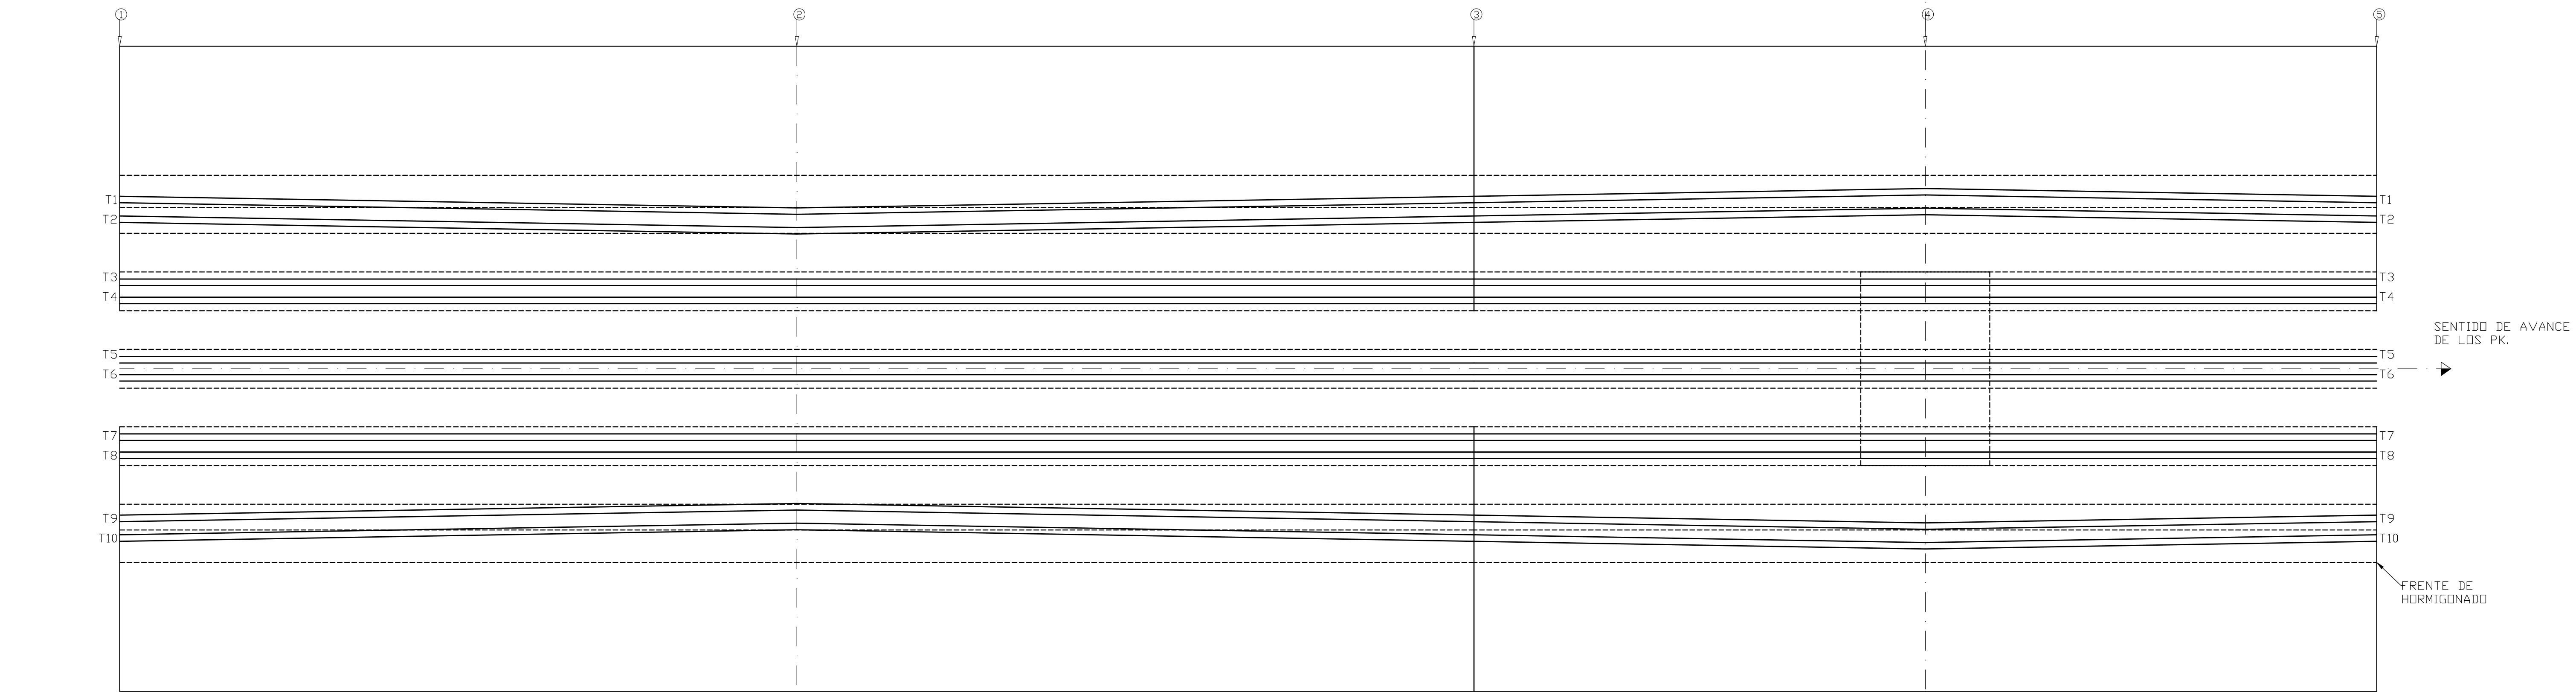 1 2 3 4 5
T1 T1
T2 T2
T3 T3
T4 T4
SENTIDO DE AVANCE
DE LOS PK.
T5 T5
T6 T6
T7 T7
T8 T8
T9 T9
T10 T10
FRENTE DE
HORMIGONADO